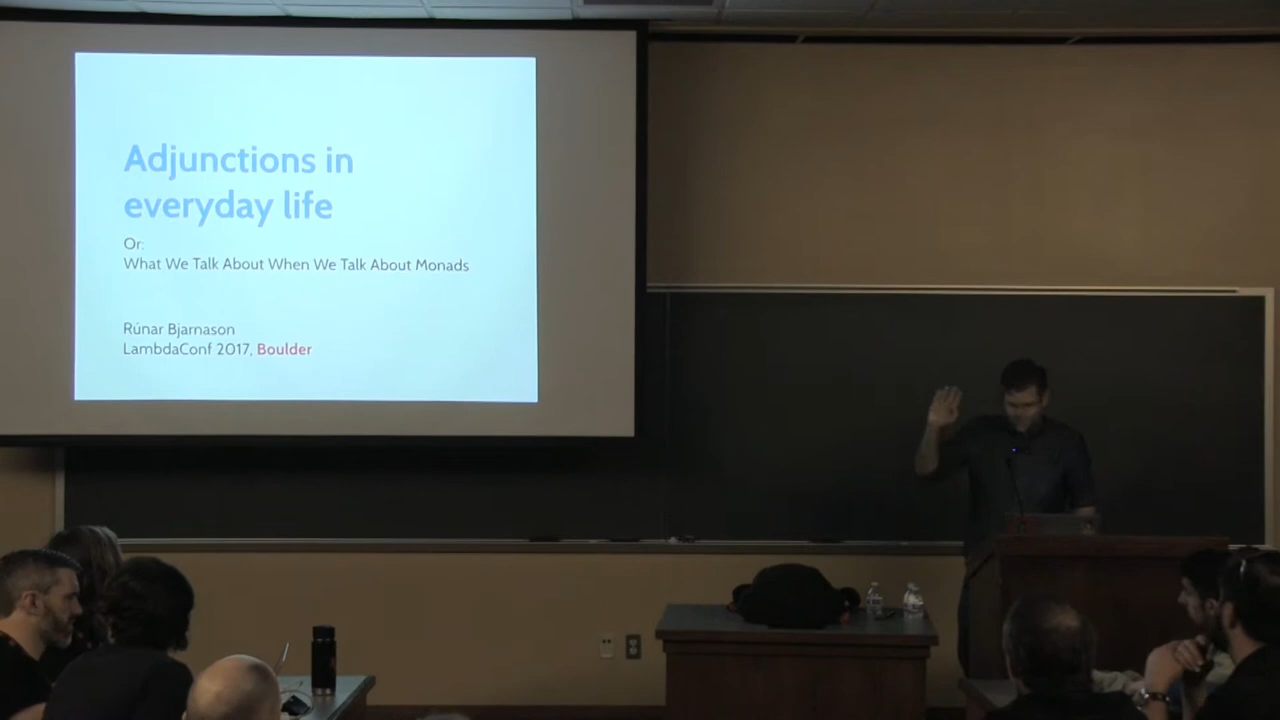 Adjunctions in
everyday life
Or:
What We Talk About When We Talk About Monads
Rúnar Bjarnason
LambdaConf 2017, Boulder